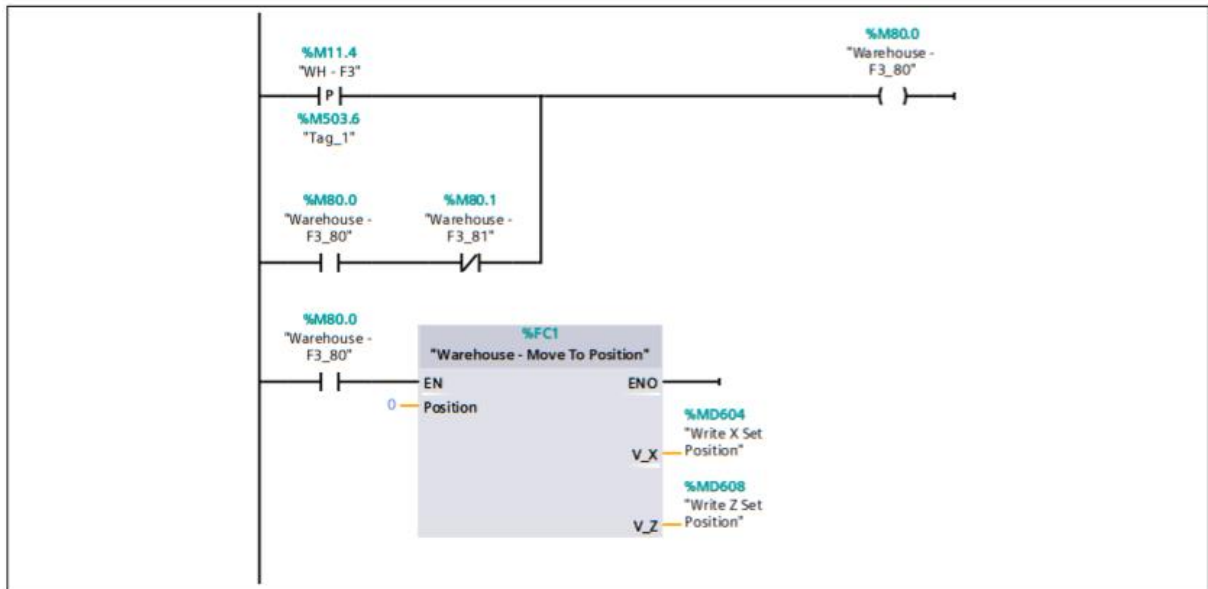 %M11.4
"WH - F3"
P
%M503.6
"Tag_1"
%M80.0
"Warehouse -
F3_80"
%M80.0
"Warehouse -
F3_80"
%M80.1
"Warehouse -
F3_81"
%M80.0
"Warehouse -
F3_80"
%FC1
"Warehouse - Move To Position"
EN
ENO
0
Position
V_X
%MD604
"Write X Set
Position"
V_Z
%MD608
"Write Z Set
Position"